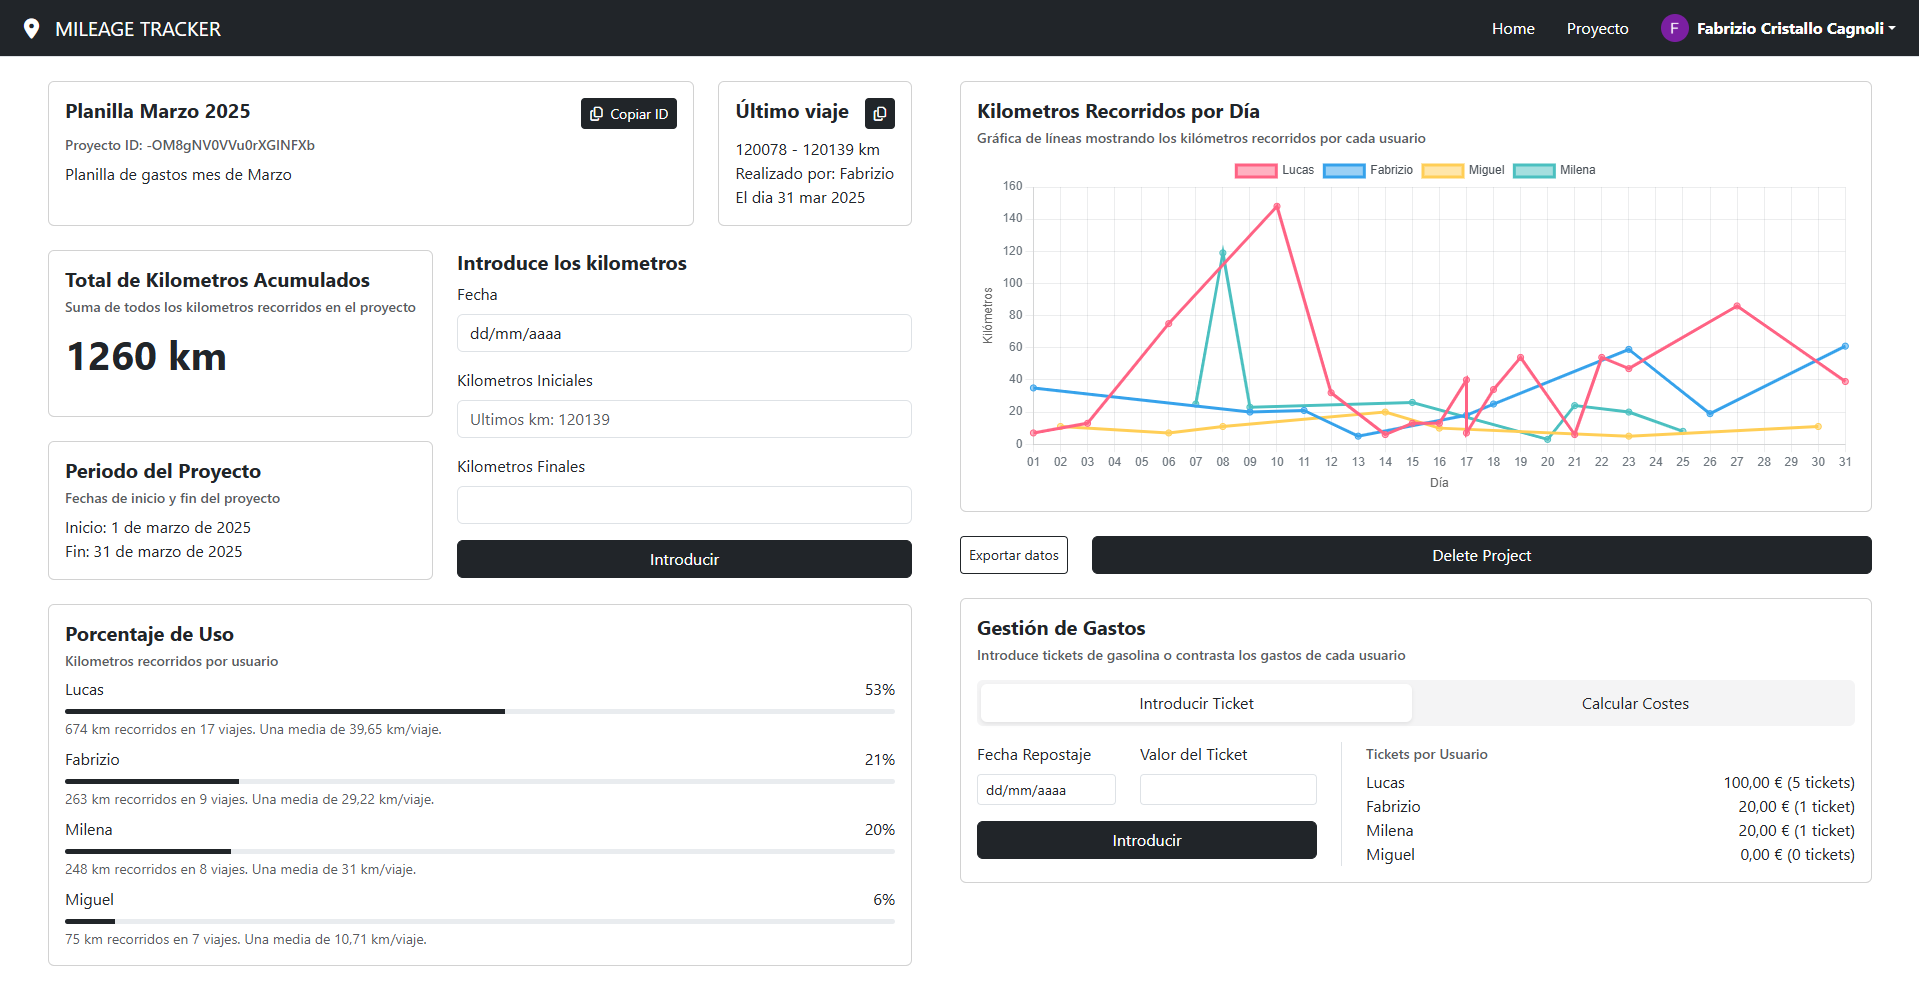 MILEAGE TRACKER
Home
Proyecto
F
Fabrizio Cristallo Cagnoli
Planilla Marzo 2025
Copiar ID
Proyecto ID: -OM8gNV0VVu0rXGINFXb
Planilla de gastos mes de Marzo
Último viaje
120078 - 120139 km
Realizado por: Fabrizio
El dia 31 mar 2025
Total de Kilometros Acumulados
Suma de todos los kilometros recorridos en el proyecto
1260 km
Periodo del Proyecto
Fechas de inicio y fin del proyecto
Inicio: 1 de marzo de 2025
Fin: 31 de marzo de 2025
Introduce los kilometros
Fecha
dd/mm/aaaa
Kilometros Iniciales
Ultimos km: 120139
Kilometros Finales
Introducir
Porcentaje de Uso
Kilometros recorridos por usuario
Lucas 53%
674 km recorridos en 17 viajes. Una media de 39,65 km/viaje.
Fabrizio 21%
263 km recorridos en 9 viajes. Una media de 29,22 km/viaje.
Milena 20%
248 km recorridos en 8 viajes. Una media de 31 km/viaje.
Miguel 6%
75 km recorridos en 7 viajes. Una media de 10,71 km/viaje.
Kilometros Recorridos por Día
Gráfica de líneas mostrando los kilómetros recorridos por cada usuario
Lucas Fabrizio Miguel Milena
Kilómetros
160
140
120
100
80
60
40
20
0
01 02 03 04 05 06 07 08 09 10 11 12 13 14 15 16 17 18 19 20 21 22 23 24 25 26 27 28 29 30 31
Día
Exportar datos
Delete Project
Gestión de Gastos
Introduce tickets de gasolina o contrasta los gastos de cada usuario
Introducir Ticket
Calcular Costes
Fecha Repostaje
dd/mm/aaaa
Valor del Ticket
Introducir
Tickets por Usuario
Lucas 100,00 € (5 tickets)
Fabrizio 20,00 € (1 ticket)
Milena 20,00 € (1 ticket)
Miguel 0,00 € (0 tickets)